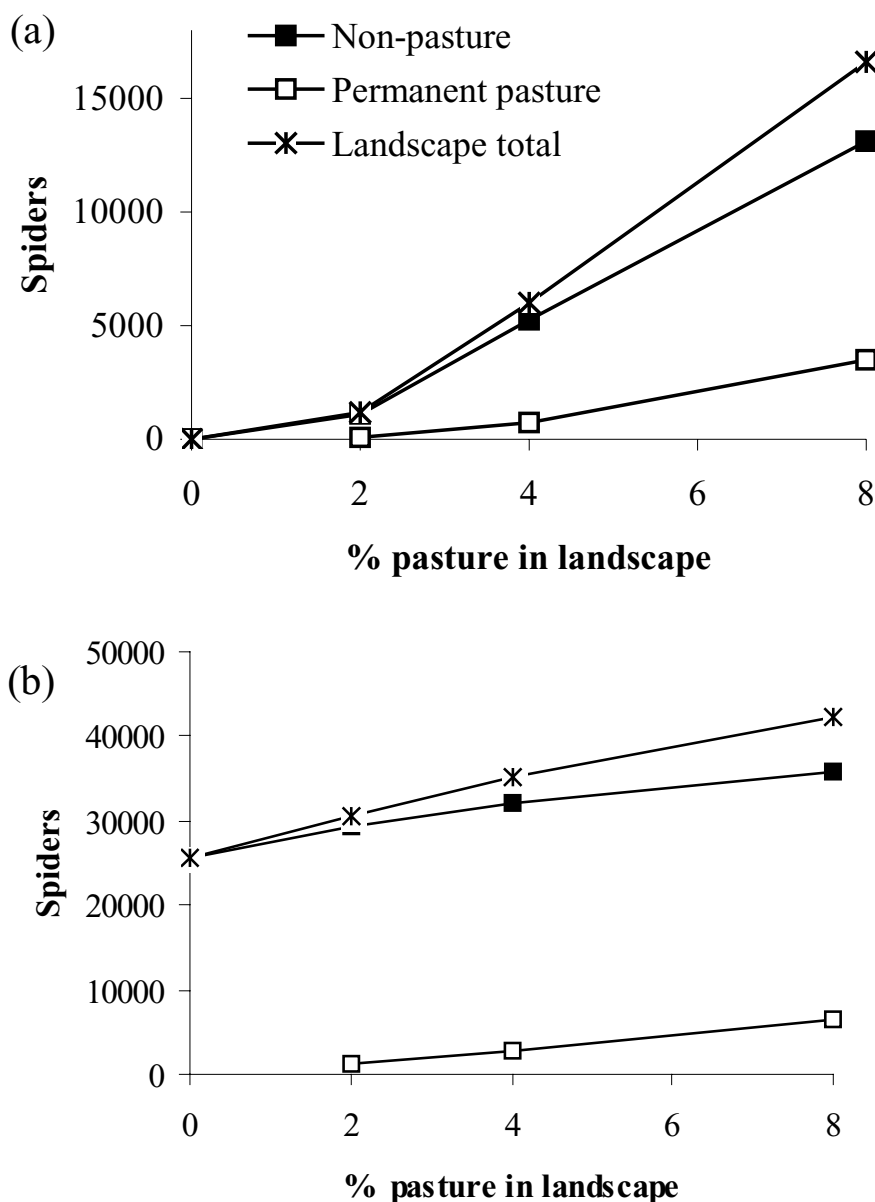 (a)
Non-pasture
Permanent pasture
Landscape total
15000
10000
5000
0
Spiders
0 2 4 6 8
% pasture in landscape
(b)
50000
40000
30000
20000
10000
0
Spiders
0 2 4 6 8
% pasture in landscape